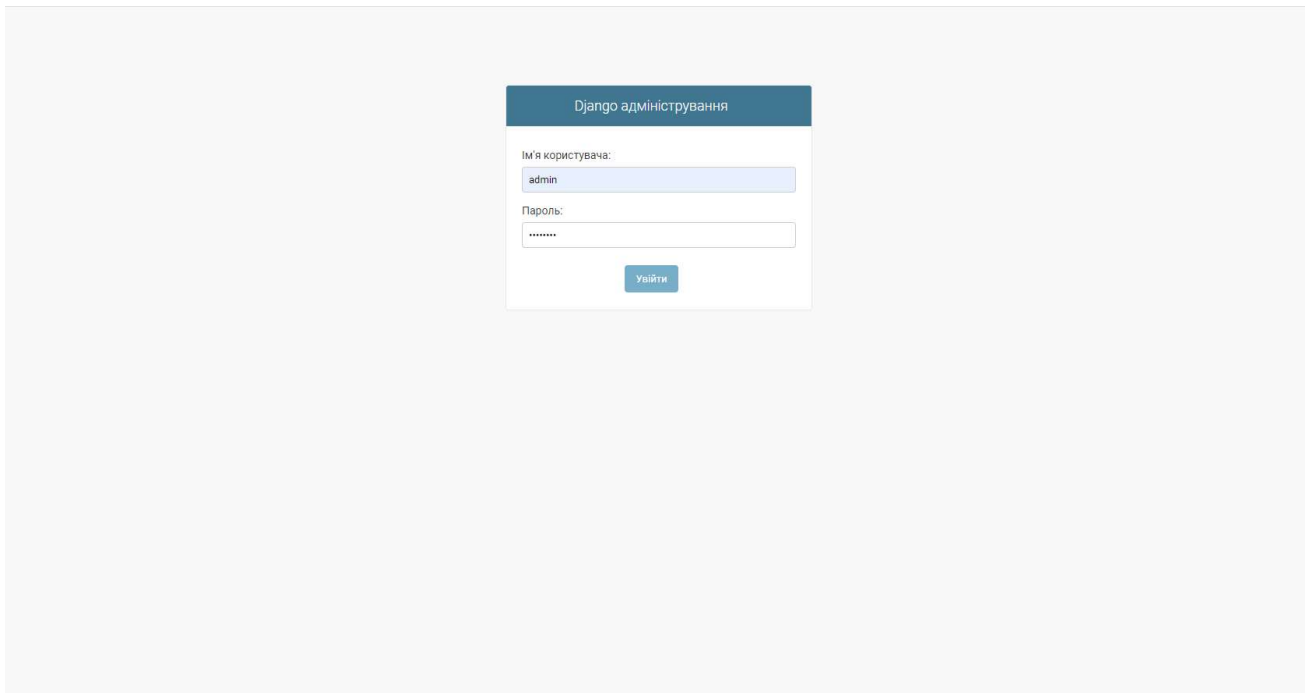 Django адміністрування
Ім'я користувача:
admin
Пароль:
••••••••
Увійти